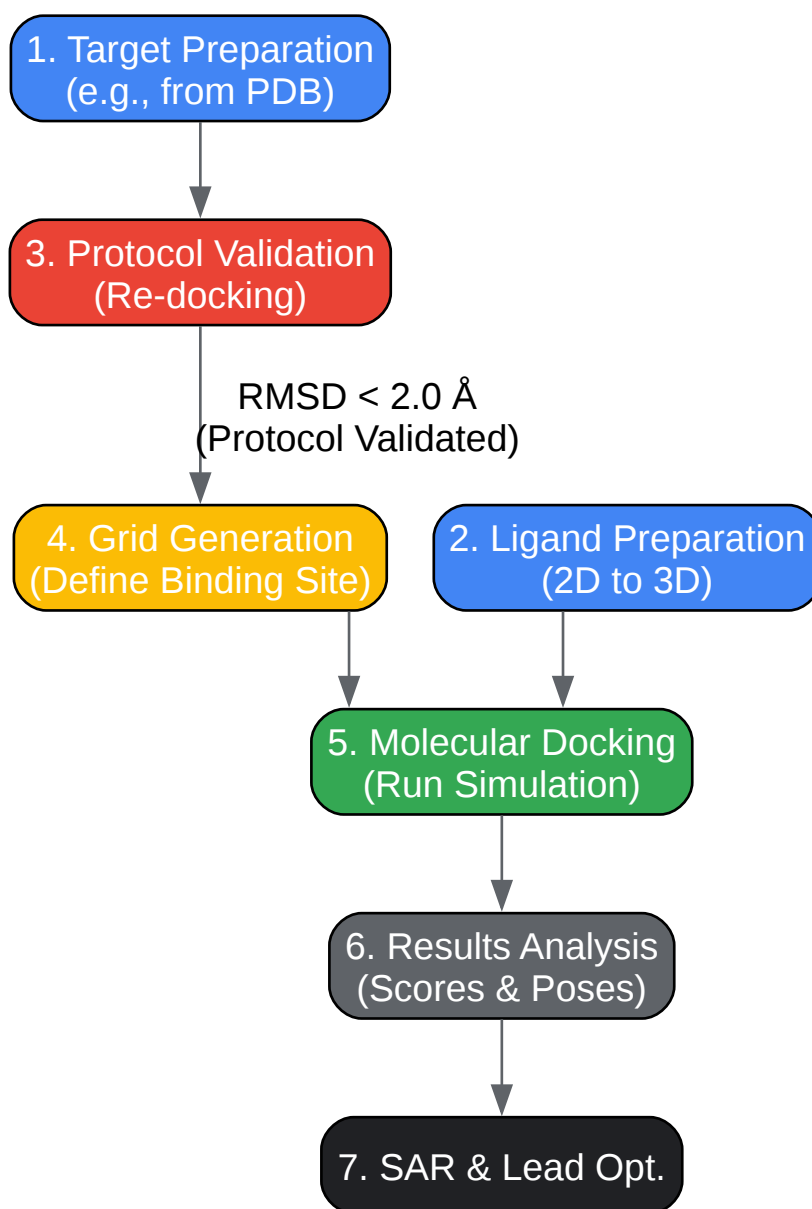 1. Target Preparation
(e.g., from PDB)
3. Protocol Validation
(Re-docking)
RMSD < 2.0 Å
(Protocol Validated)
4. Grid Generation
(Define Binding Site)
2. Ligand Preparation
(2D to 3D)
5. Molecular Docking
(Run Simulation)
6. Results Analysis
(Scores & Poses)
7. SAR & Lead Opt.